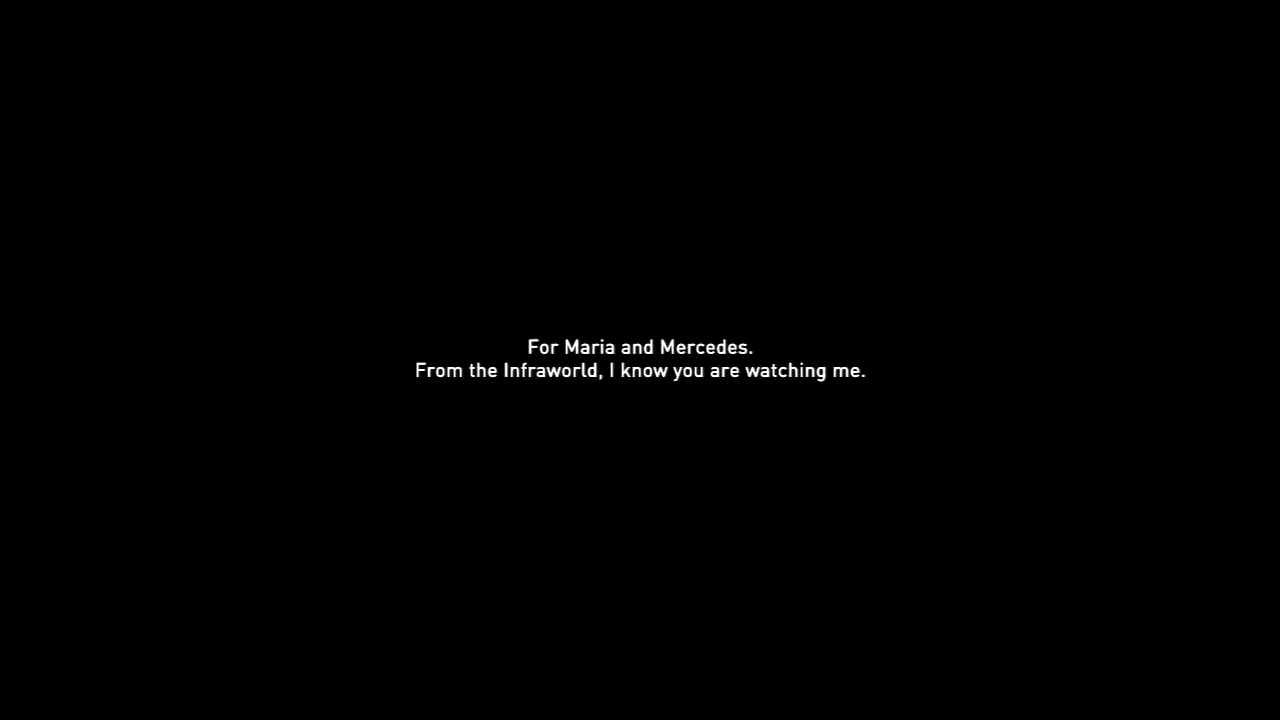 For Maria and Mercedes.
From the Infraworld, I know you are watching me.